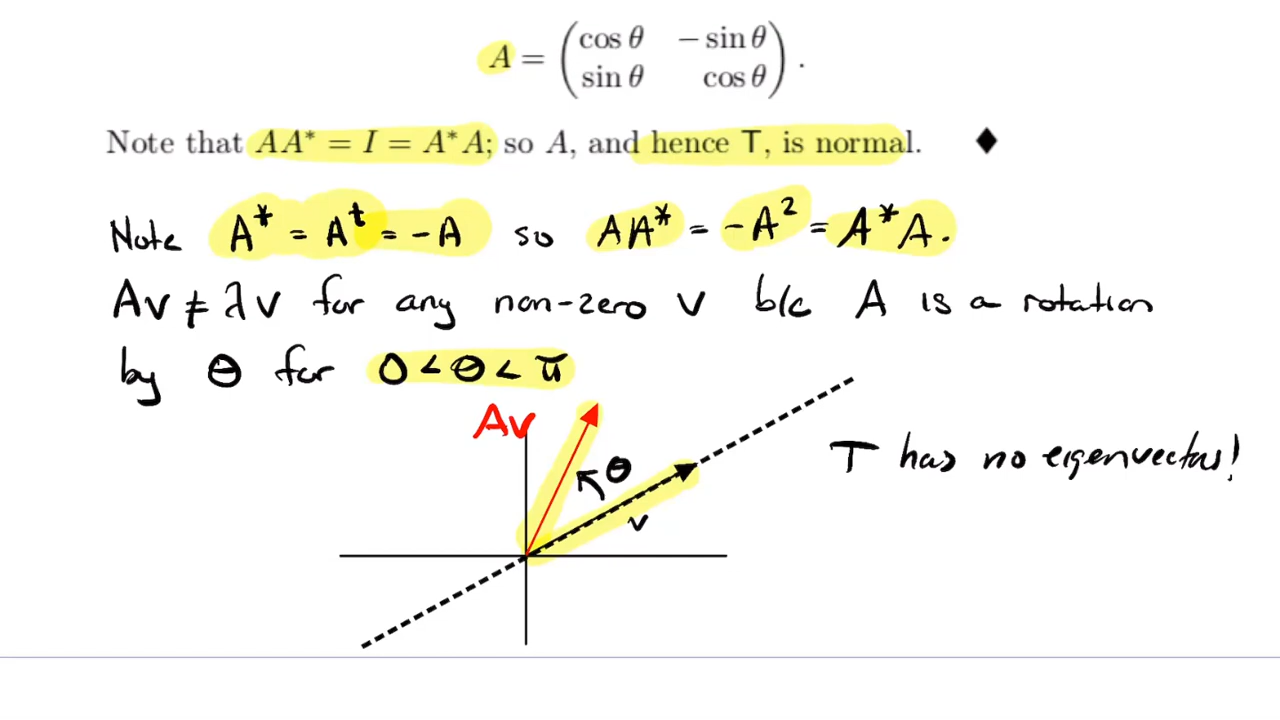 A = ( cos θ  − sin θ
      sin θ    cos θ ) .
Note that AA* = I = A*A; so A, and hence T, is normal. ♦
Note A* = Aᵗ = -A so AA* = -A² = A*A.
Av ≠ λv for any non-zero v b/c A is a rotation
by θ for 0 < θ < π
Av
θ
v
T has no eigenvectors!